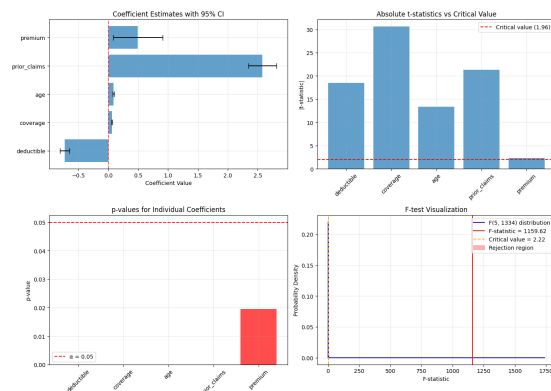 Coefficient Estimates with 95% CI
premium
prior_claims
age
coverage
deductible
0.0
0.5
1.0
1.5
2.0
2.5
Coefficient Value
Absolute t-statistics vs Critical Value
Critical value (1.96)
|t-statistic|
30
25
20
15
10
5
0
deductible
coverage
age
prior_claims
premium
p-values for Individual Coefficients
p-value
0.05
0.04
0.03
0.02
0.01
0.00
α = 0.05
deductible
coverage
age
prior_claims
premium
F-test Visualization
F(5, 1334) distribution
F-statistic = 1159.62
Critical value = 2.22
Rejection region
Probability Density
0.20
0.15
0.10
0.05
0.00
0
250
500
750
1000
1250
1500
1750
F-statistic